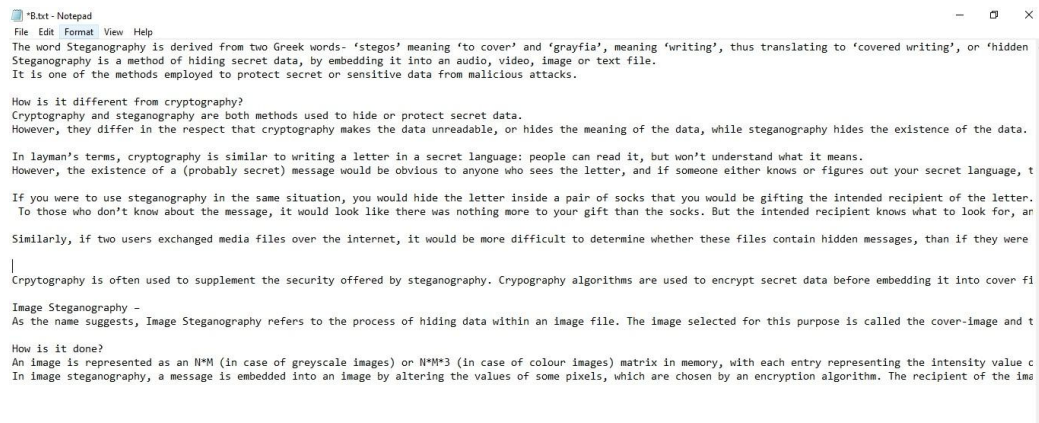 *B.txt - Notepad
File Edit Format View Help
The word Steganography is derived from two Greek words- ‘stegos’ meaning ‘to cover’ and ‘grayfia’, meaning ‘writing’, thus translating to ‘covered writing’, or ‘hidden
Steganography is a method of hiding secret data, by embedding it into an audio, video, image or text file.
It is one of the methods employed to protect secret or sensitive data from malicious attacks.
How is it different from cryptography?
Cryptography and steganography are both methods used to hide or protect secret data.
However, they differ in the respect that cryptography makes the data unreadable, or hides the meaning of the data, while steganography hides the existence of the data.
In layman’s terms, cryptography is similar to writing a letter in a secret language: people can read it, but won’t understand what it means.
However, the existence of a (probably secret) message would be obvious to anyone who sees the letter, and if someone either knows or figures out your secret language, t
If you were to use steganography in the same situation, you would hide the letter inside a pair of socks that you would be gifting the intended recipient of the letter.
To those who don’t know about the message, it would look like there was nothing more to your gift than the socks. But the intended recipient knows what to look for, an
Similarly, if two users exchanged media files over the internet, it would be more difficult to determine whether these files contain hidden messages, than if they were
Crpytography is often used to supplement the security offered by steganography. Crypography algorithms are used to encrypt secret data before embedding it into cover fi
Image Steganography –
As the name suggests, Image Steganography refers to the process of hiding data within an image file. The image selected for this purpose is called the cover-image and t
How is it done?
An image is represented as an N*M (in case of greyscale images) or N*M*3 (in case of colour images) matrix in memory, with each entry representing the intensity value o
In image steganography, a message is embedded into an image by altering the values of some pixels, which are chosen by an encryption algorithm. The recipient of the ima